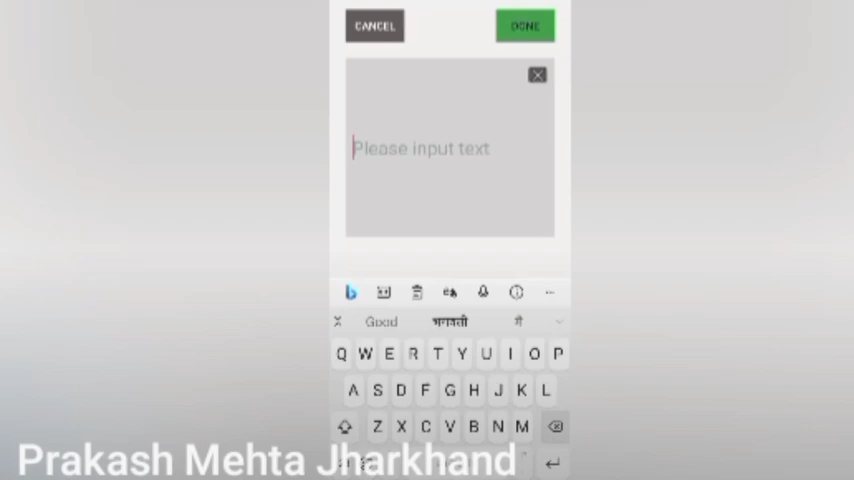 CANCEL DONE
Please input text
Good भगवती मै
Q W E R T Y U I O P
A S D F G H J K L
Z X C V B N M
Prakash Mehta Jharkhand